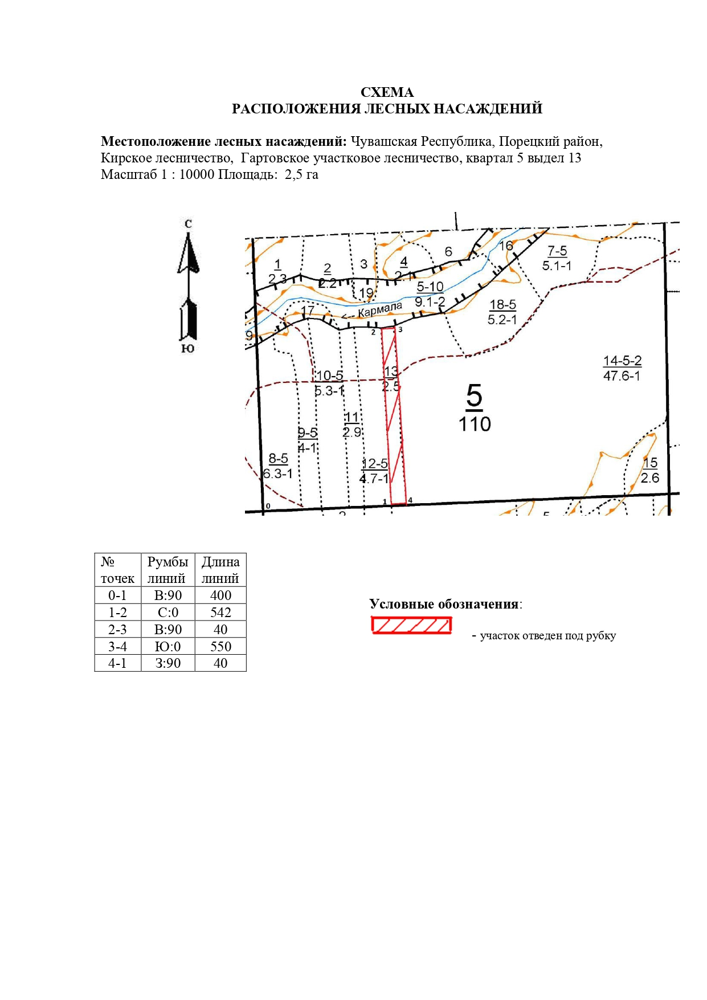 СХЕМА
РАСПОЛОЖЕНИЯ ЛЕСНЫХ НАСАЖДЕНИЙ
Местоположение лесных насаждений: Чувашская Республика, Порецкий район,
Кирское лесничество, Гартовское участковое лесничество, квартал 5 выдел 13
Масштаб 1 : 10000 Площадь: 2,5 га
С
Ю
1
2.3
2
2.2
3
4
2.1
6
16
7-5
5.1-1
19
5-10
9.1-2
<-- Кармала
17
18-5
5.2-1
9
2
3
14-5-2
47.6-1
10-5
5.3-1
13
2.5
5
110
11
2.9
9-5
4-1
8-5
6.3-1
12-5
4.7-1
15
2.6
0
1
4
2
5
№ точек Румбы линий Длина линий
0-1 В:90 400
1-2 С:0 542
2-3 В:90 40
3-4 Ю:0 550
4-1 З:90 40
Условные обозначения:
- участок отведен под рубку